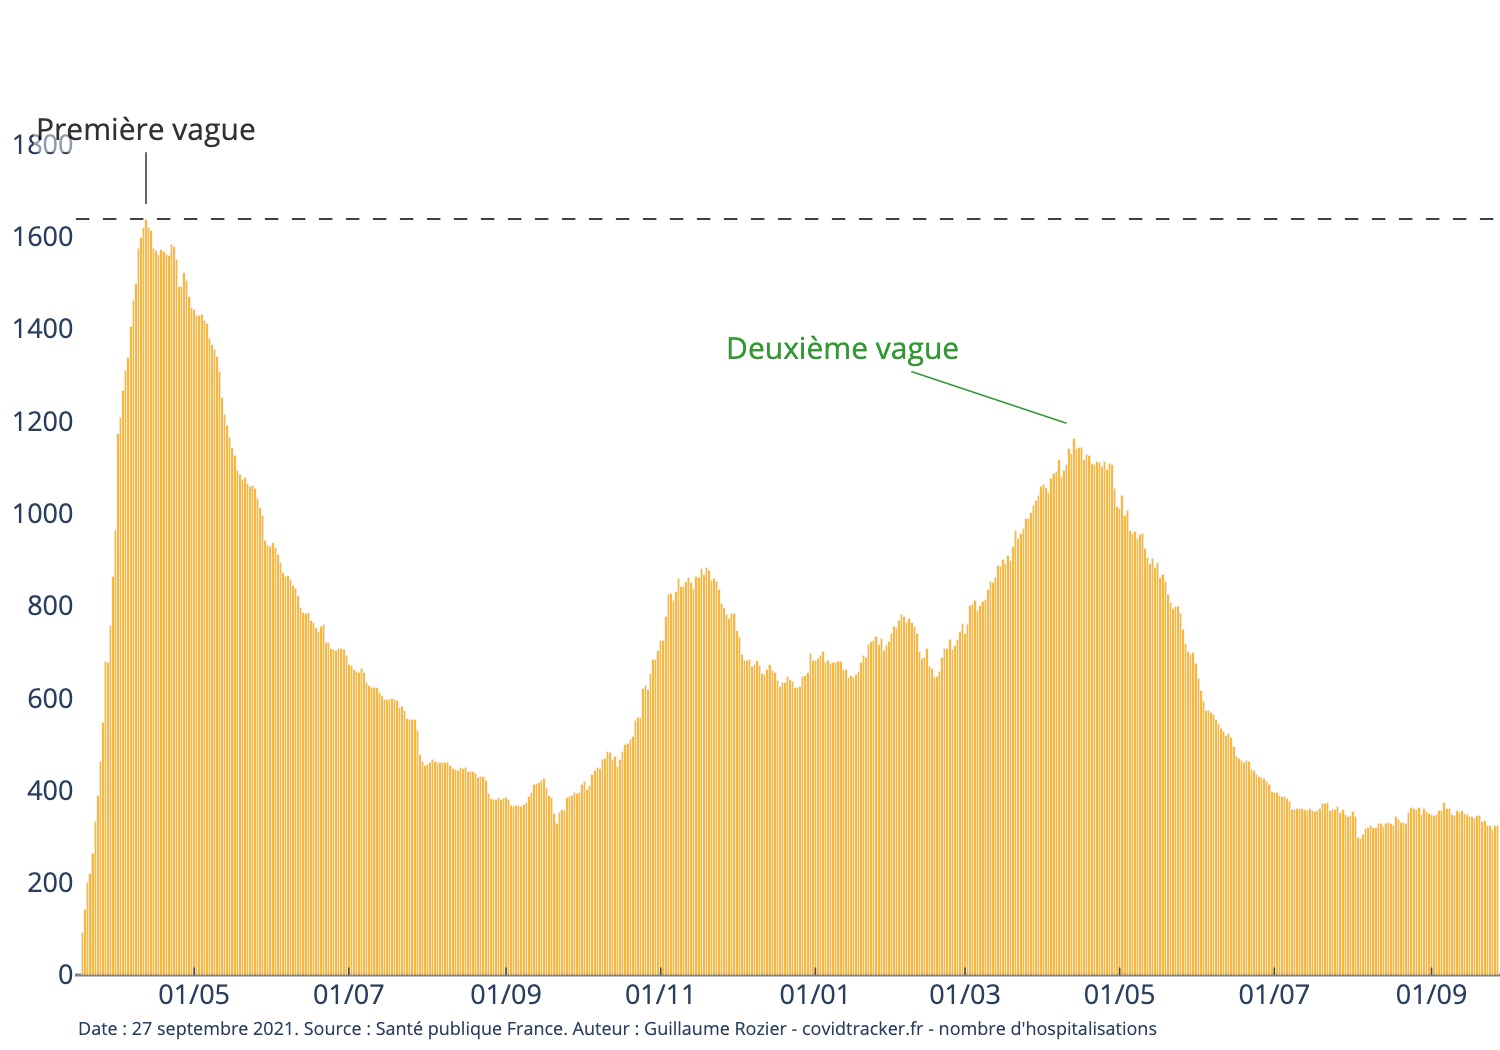 Première vague
1800
1600
Deuxième vague
1400
1200
1000
800
600
400
200
0
01/05 01/07 01/09 01/11 01/01 01/03 01/05 01/07 01/09
Date : 27 septembre 2021. Source : Santé publique France. Auteur : Guillaume Rozier - covidtracker.fr - nombre d'hospitalisations